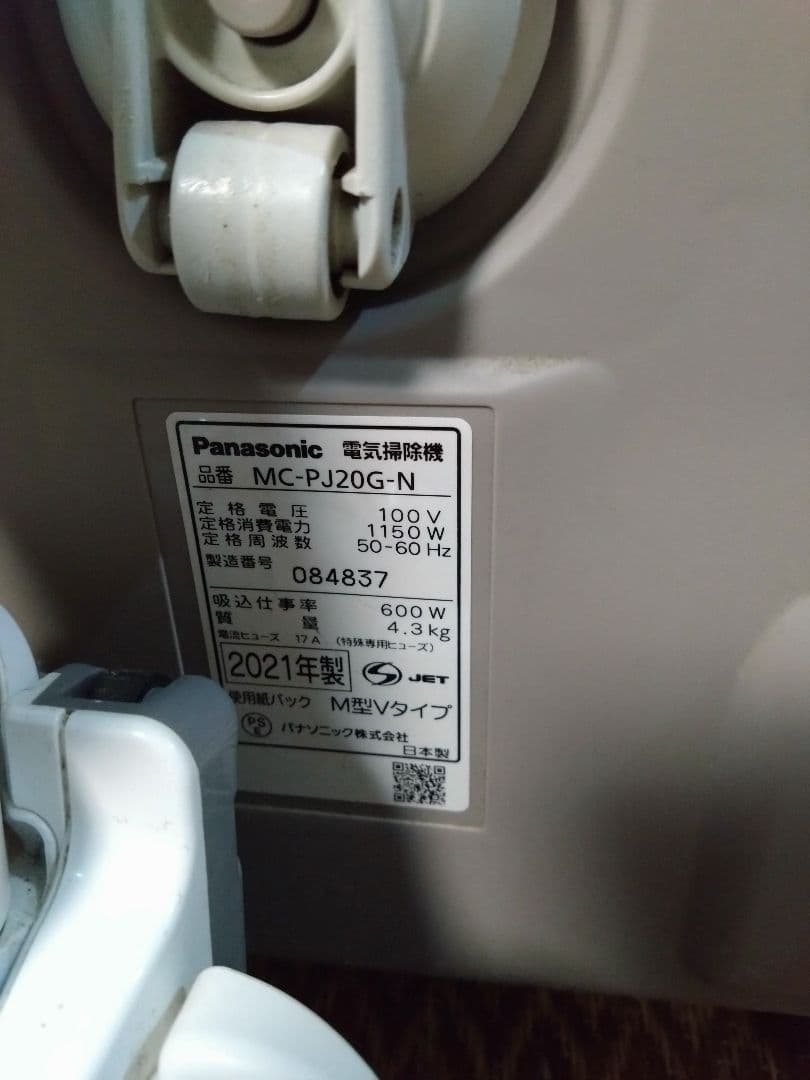 Panasonic 電気掃除機
品番 MC-PJ20G-N
定格電圧 100V
定格消費電力 1150W
定格周波数 50-60Hz
製造番号 084837
吸込仕事率 600W
質量 4.3kg
電流ヒューズ 17A (特殊専用ヒューズ)
2021年製 S JET
使用紙パック M型Vタイプ
PS E パナソニック株式会社
日本製